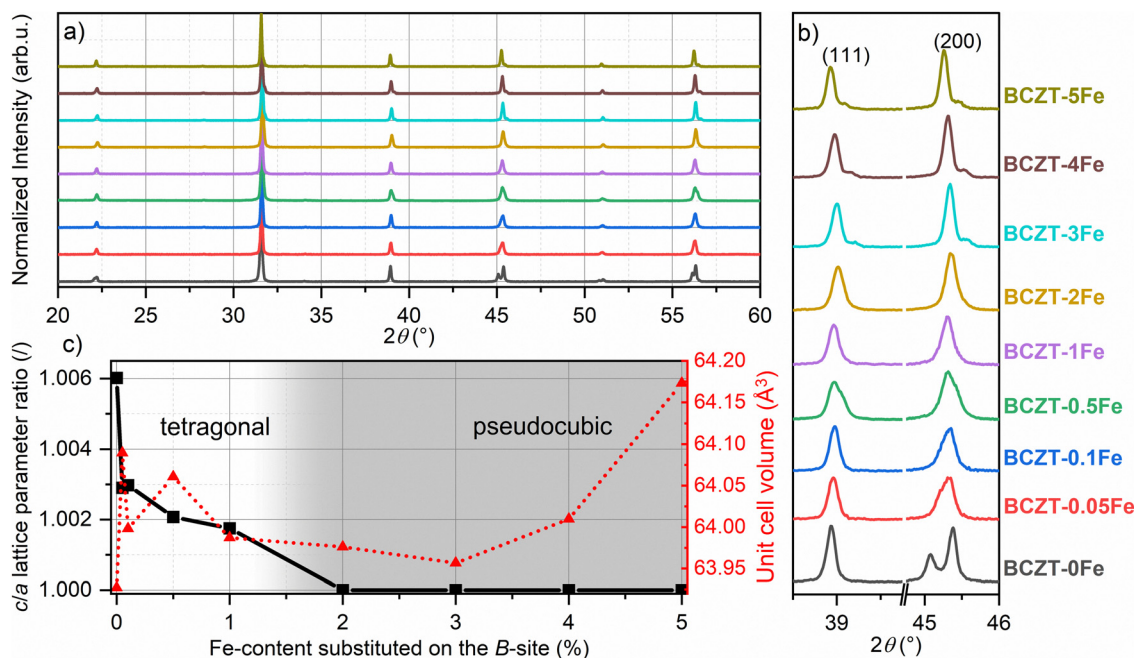 a)
Normalized Intensity (arb.u.)
20 25 30 35 40 45 50 55 60
2θ (°)
b)
(111)
(200)
BCZT-5Fe
BCZT-4Fe
BCZT-3Fe
BCZT-2Fe
BCZT-1Fe
BCZT-0.5Fe
BCZT-0.1Fe
BCZT-0.05Fe
BCZT-0Fe
39 45 46
2θ (°)
c)
c/a lattice parameter ratio (/)
1.006
1.004
1.002
1.000
tetragonal
pseudocubic
64.20
64.15
64.10
64.05
64.00
63.95
Unit cell volume (Å³)
0 1 2 3 4 5
Fe-content substituted on the B-site (%)